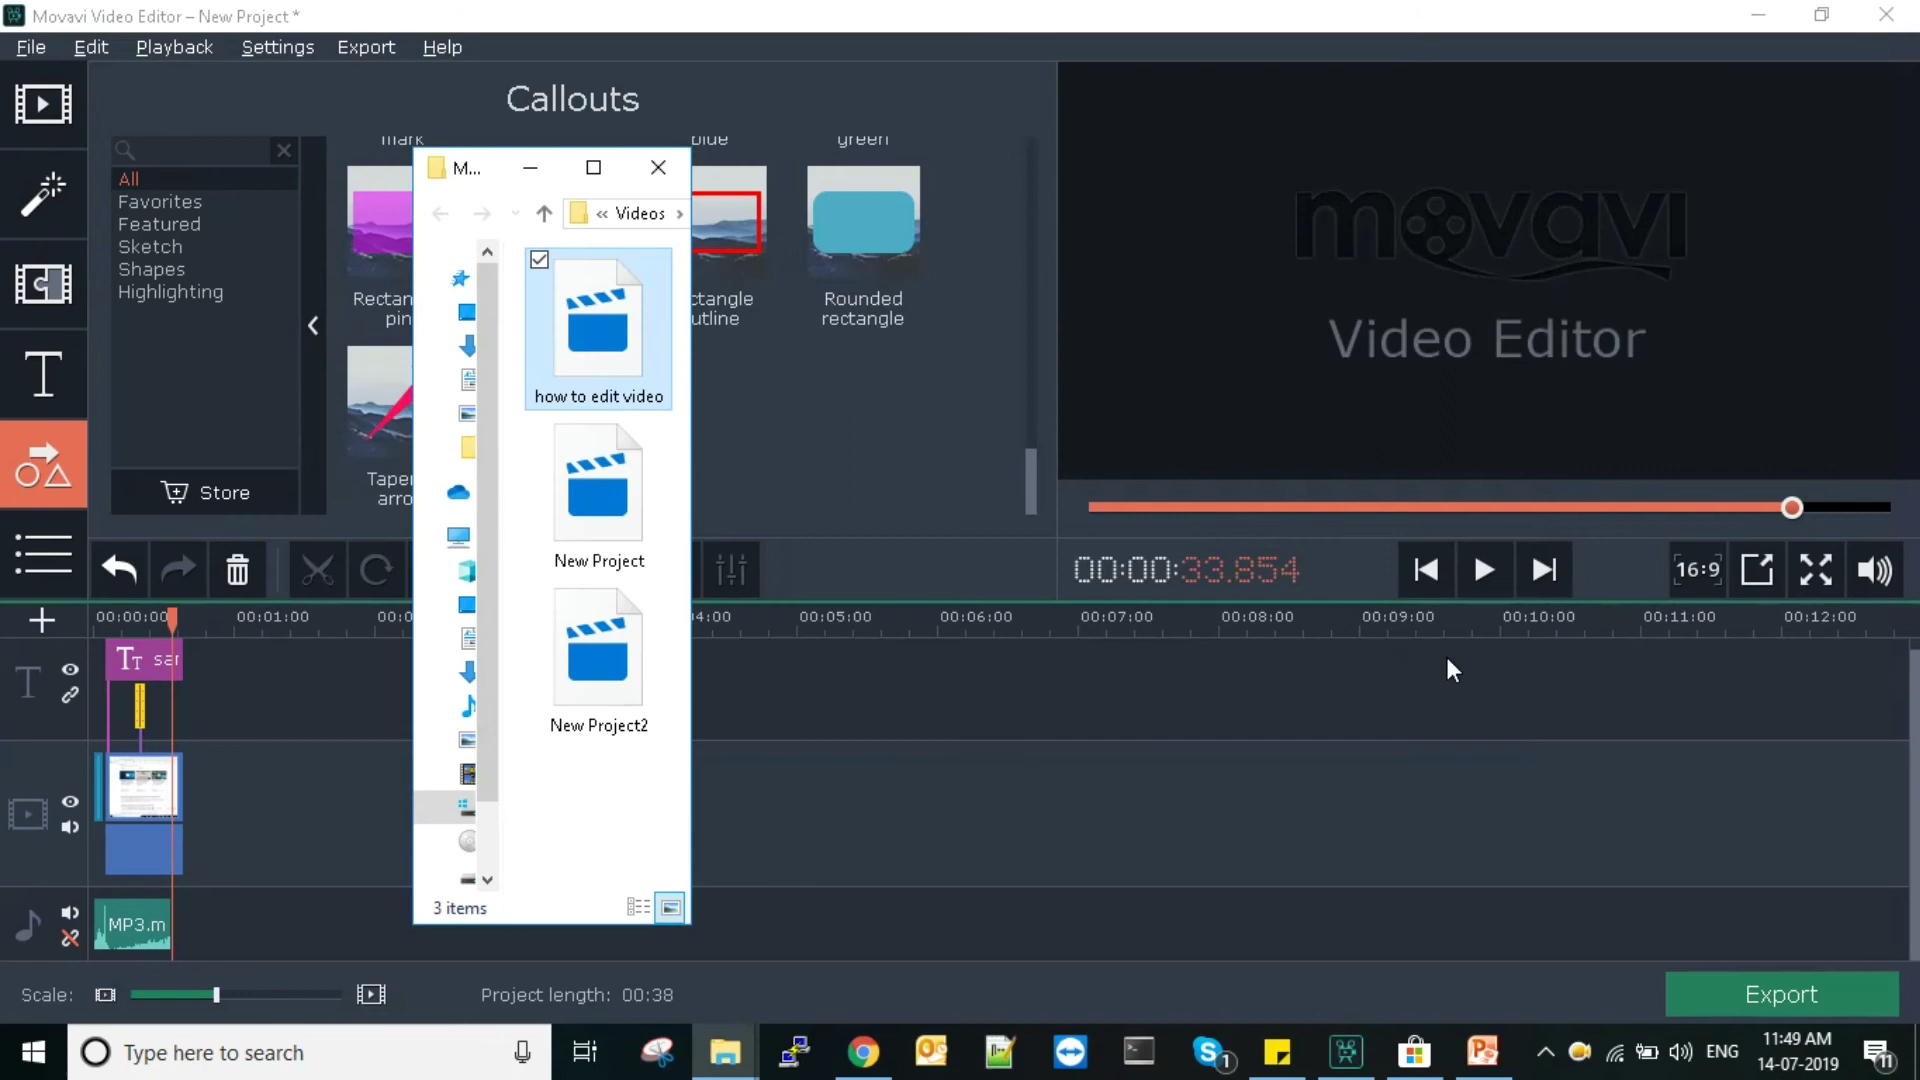 Movavi Video Editor – New Project *
File Edit Playback Settings Export Help
Callouts
All
Favorites
Featured
Sketch
Shapes
Highlighting
Store
mark
blue
green
Rectan
pin
ctangle
utline
Rounded
rectangle
Taper
arro
M...
« Videos >
how to edit video
New Project
New Project2
3 items
movavi
Video Editor
00:00:33.854
16:9
00:00:00 00:01:00 00:0 4:00 00:05:00 00:06:00 00:07:00 00:08:00 00:09:00 00:10:00 00:11:00 00:12:00
T
Tт sar
MP3.m
Scale:
Project length: 00:38
Export
Type here to search
1
ENG
11:49 AM
14-07-2019
11